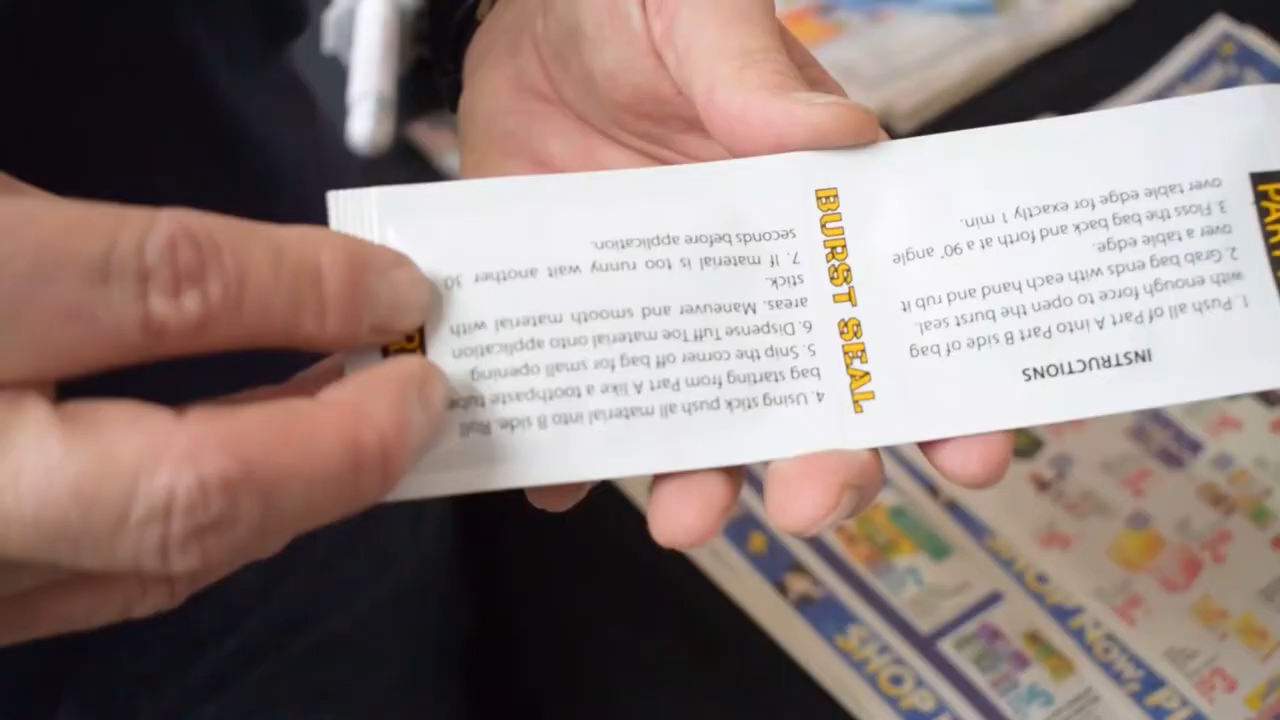 INSTRUCTIONS
1. Push all of Part A into Part B side of bag
with enough force to open the burst seal.
2. Grab bag ends with each hand and rub it
over a table edge.
3. Floss the bag back and forth at a 90° angle
over table edge for exactly 1 min.
BURST SEAL
4. Using stick push all material into B side. Roll
bag starting from Part A like a toothpaste tube
5. Snip the corner off bag for small opening
6. Dispense Tuff Toe material onto application
areas. Maneuver and smooth material with
stick.
7. If material is too runny wait another 30
seconds before application.
SHOP NOW,
SHOP